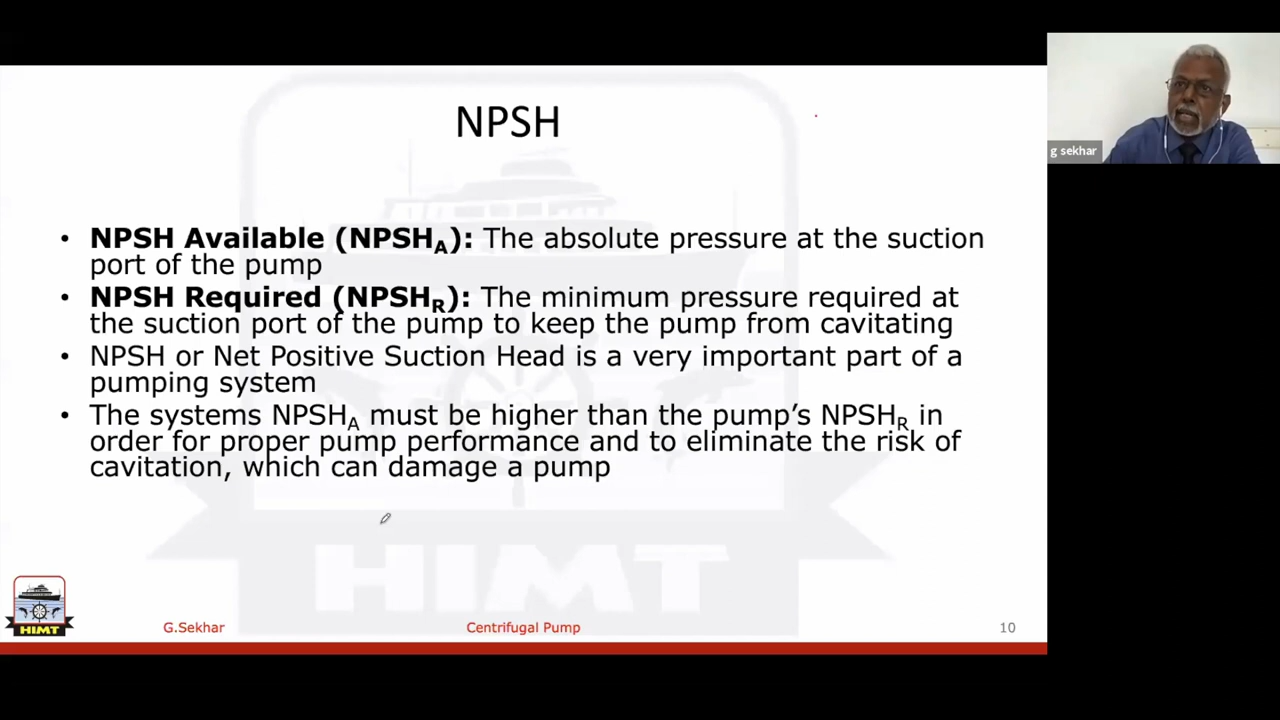 NPSH
g sekhar
• NPSH Available (NPSHA): The absolute pressure at the suction
port of the pump
• NPSH Required (NPSHR): The minimum pressure required at
the suction port of the pump to keep the pump from cavitating
• NPSH or Net Positive Suction Head is a very important part of a
pumping system
• The systems NPSHA must be higher than the pump’s NPSHR in
order for proper pump performance and to eliminate the risk of
cavitation, which can damage a pump
HIMT
HIMT
G.Sekhar
Centrifugal Pump
10